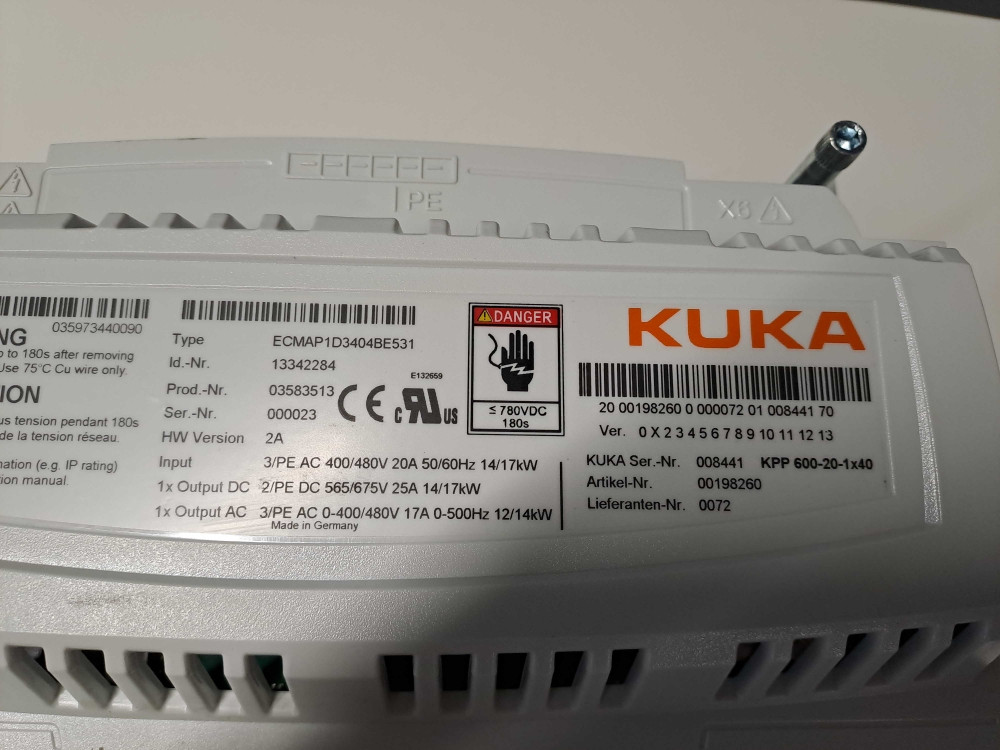 PE
X6
035973440090
NG
to 180s after removing
Use 75°C Cu wire only.
ION
us tension pendant 180s
de la tension réseau.
mation (e.g. IP rating)
ion manual.
Type ECMAP1D3404BE531
Id.-Nr. 13342284
Prod.-Nr. 03583513
Ser.-Nr. 000023
HW Version 2A
CE
E132659
c RU US
Input 3/PE AC 400/480V 20A 50/60Hz 14/17kW
1x Output DC 2/PE DC 565/675V 25A 14/17kW
1x Output AC 3/PE AC 0-400/480V 17A 0-500Hz 12/14kW
Made in Germany
DANGER
≤ 780VDC
180s
KUKA
20 00198260 0 000072 01 008441 70
Ver. 0 X 2 3 4 5 6 7 8 9 10 11 12 13
KUKA Ser.-Nr. 008441 KPP 600-20-1x40
Artikel-Nr. 00198260
Lieferanten-Nr. 0072